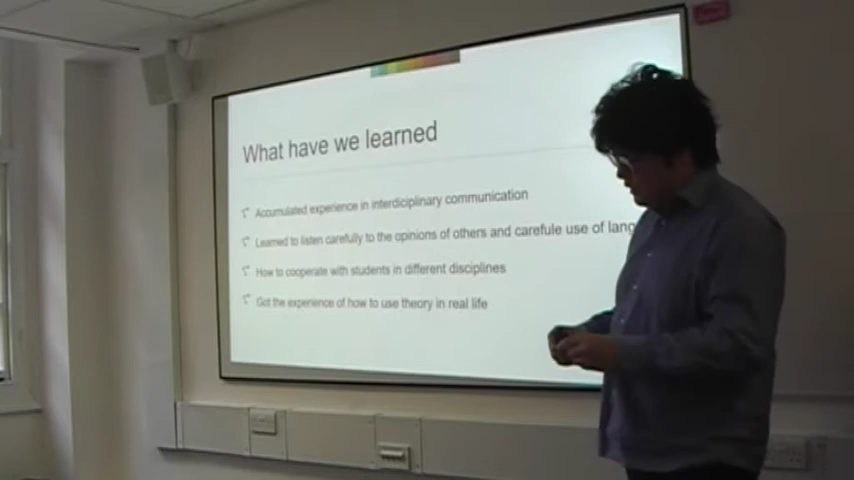 What have we learned
Accumulated experience in interdiciplinary communication
Learned to listen carefully to the opinions of others and carefule use of lang
How to cooperate with students in different disciplines
Got the experience of how to use theory in real life